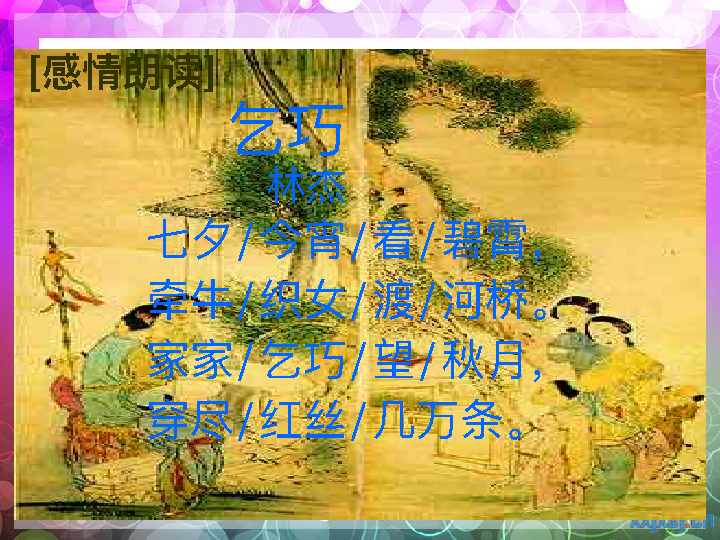 [感情朗读]
乞巧
林杰
七夕/今宵/看/碧霄,
牵牛/织女/渡/河桥。
家家/乞巧/望/秋月,
穿尽/红丝/几万条。